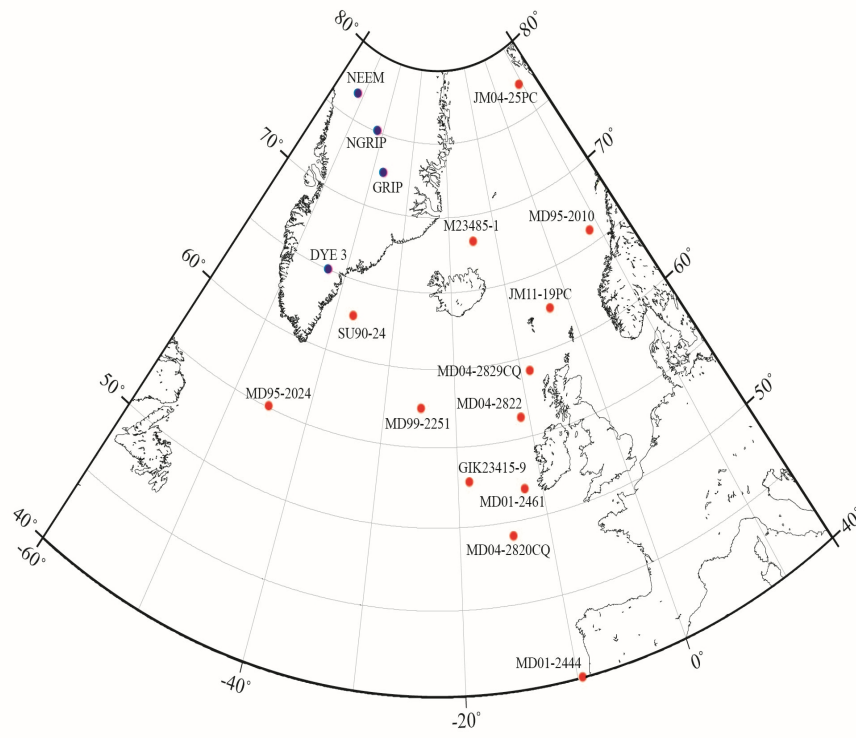 80°
80°
NEEM
JM04-25PC
70°
NGRIP
70°
GRIP
M23485-1
MD95-2010
DYE 3
60°
60°
JM11-19PC
SU90-24
MD04-2829CQ
50°
MD95-2024
MD99-2251
MD04-2822
50°
GIK23415-9
MD01-2461
40°
-60°
MD04-2820CQ
40°
MD01-2444
0°
-40°
-20°